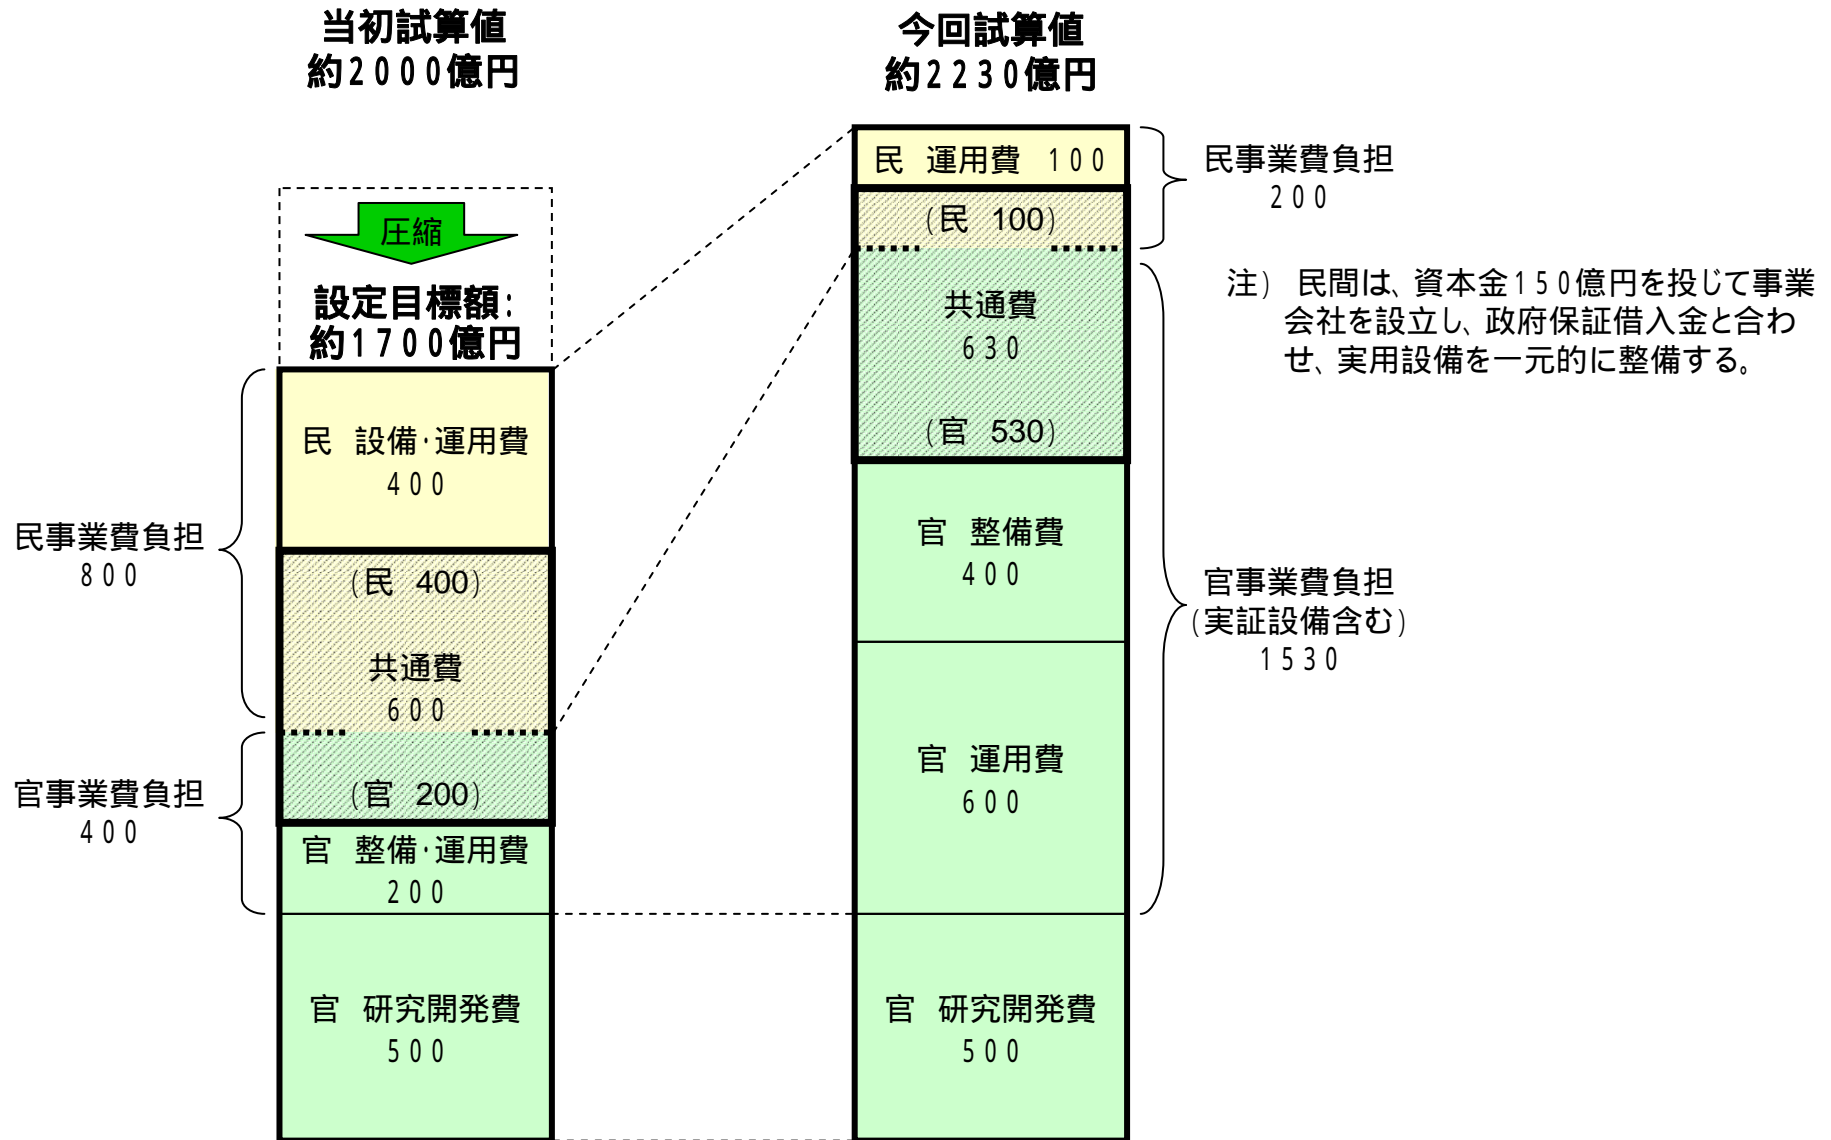 当初試算値
約2000億円
圧縮
設定目標額:
約1700億円
民 設備・運用費
400
(民 400)
共通費
600
(官 200)
官 整備・運用費
200
官 研究開発費
500
民事業費負担
800
官事業費負担
400
今回試算値
約2230億円
民 運用費 100
(民 100)
共通費
630
(官 530)
官 整備費
400
官 運用費
600
官 研究開発費
500
民事業費負担
200
注) 民間は、資本金150億円を投じて事業
会社を設立し、政府保証借入金と合わ
せ、実用設備を一元的に整備する。
官事業費負担
(実証設備含む)
1530